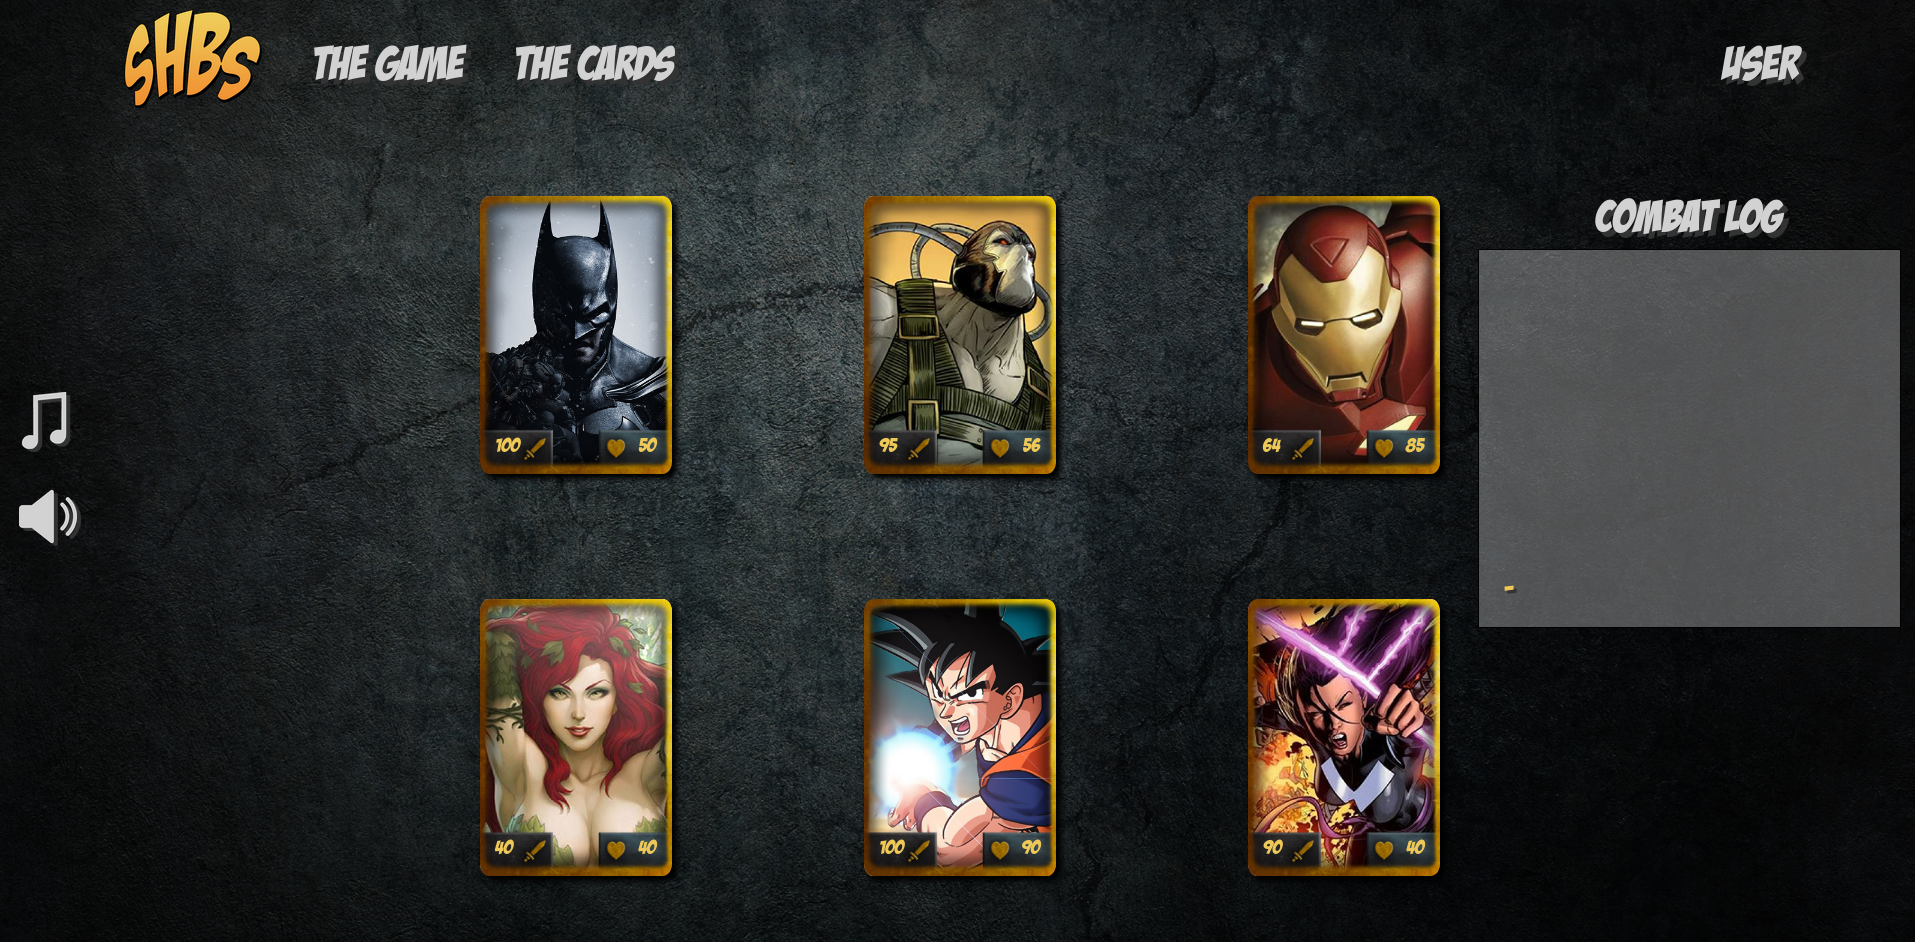 SHBS
THE GAME
THE CARDS
USER
COMBAT LOG
100 50
95 56
64 85
-
40 40
100 90
90 40